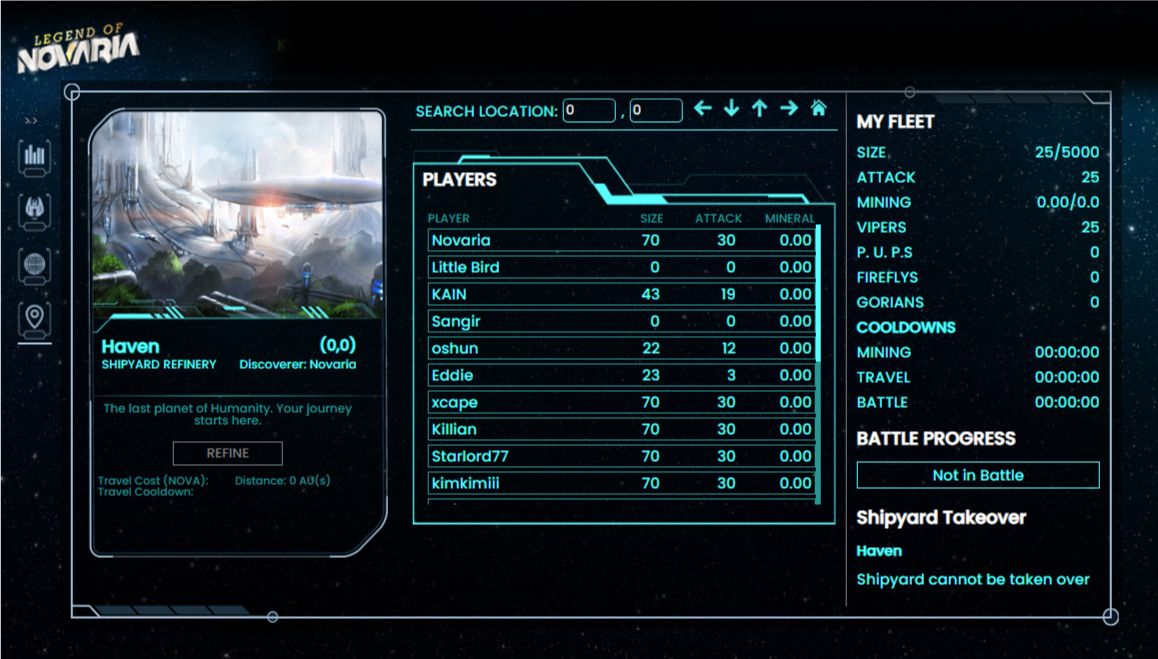 LEGEND OF
NOVARIA
SEARCH LOCATION: 0 , 0
>>
Haven (0,0)
SHIPYARD REFINERY Discoverer: Novaria
The last planet of Humanity. Your journey
starts here.
REFINE
Travel Cost (NOVA): Distance: 0 AU(s)
Travel Cooldown:
PLAYERS
PLAYER SIZE ATTACK MINERAL
Novaria 70 30 0.00
Little Bird 0 0 0.00
KAIN 43 19 0.00
Sangir 0 0 0.00
oshun 22 12 0.00
Eddie 23 3 0.00
xcape 70 30 0.00
Killian 70 30 0.00
Starlord77 70 30 0.00
kimkimiii 70 30 0.00
MY FLEET
SIZE 25/5000
ATTACK 25
MINING 0.00/0.0
VIPERS 25
P. U. P.S 0
FIREFLYS 0
GORIANS 0
COOLDOWNS
MINING 00:00:00
TRAVEL 00:00:00
BATTLE 00:00:00
BATTLE PROGRESS
Not in Battle
Shipyard Takeover
Haven
Shipyard cannot be taken over